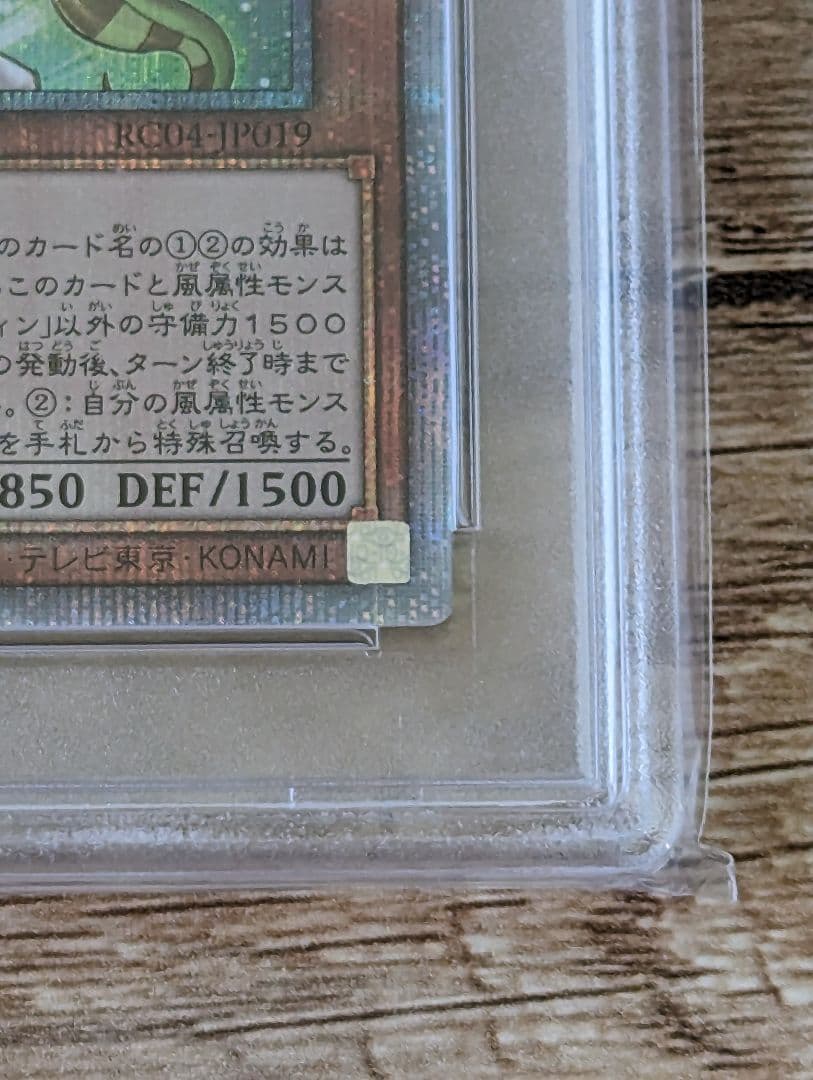 RC04-JP019
のカード名の①②の効果は
このカードと風属性モンス
ィン」以外の守備力1500
の発動後、ターン終了時まで
。②：自分の風属性モンス
を手札から特殊召喚する。
850 DEF/1500
・テレビ東京・KONAMI